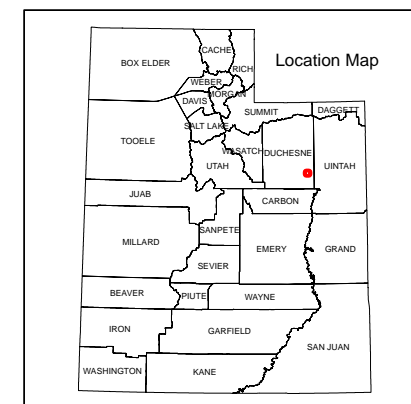 Location Map
BOX ELDER
CACHE
RICH
WEBER
MORGAN
DAVIS
SUMMIT
DAGGETT
SALT LAKE
TOOELE
WASATCH
DUCHESNE
UTAH
UINTAH
JUAB
CARBON
SANPETE
MILLARD
EMERY
GRAND
SEVIER
BEAVER
PIUTE
WAYNE
IRON
GARFIELD
SAN JUAN
WASHINGTON
KANE